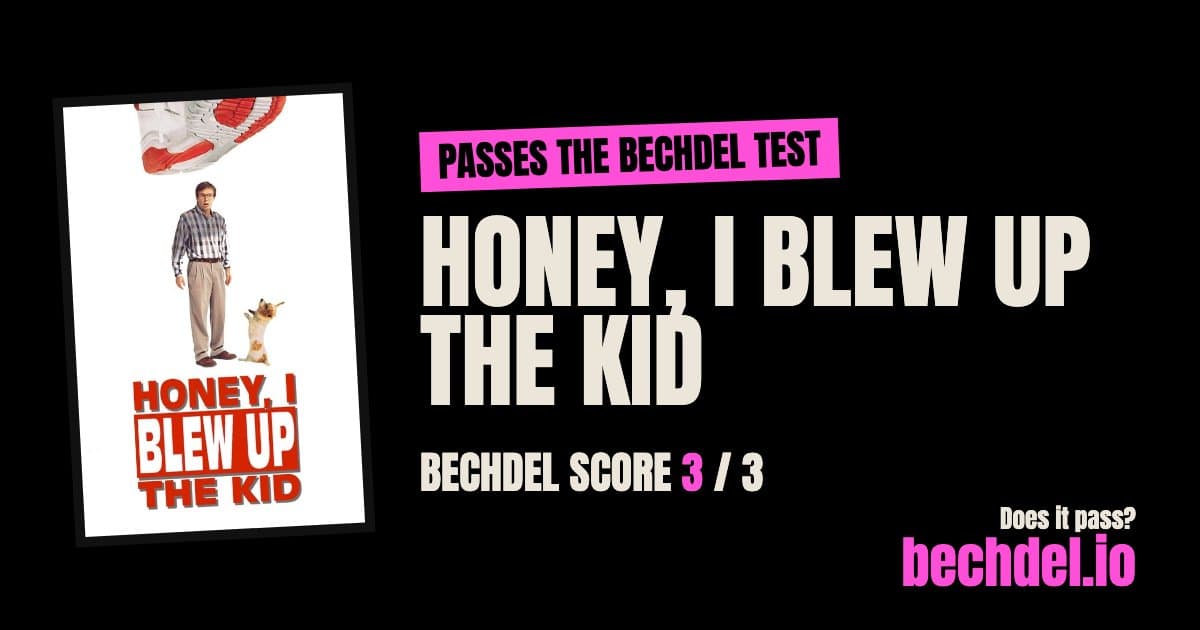 HONEY, I
BLEW UP
THE KID
PASSES THE BECHDEL TEST
HONEY, I BLEW UP
THE KID
BECHDEL SCORE 3 / 3
Does it pass?
bechdel.io